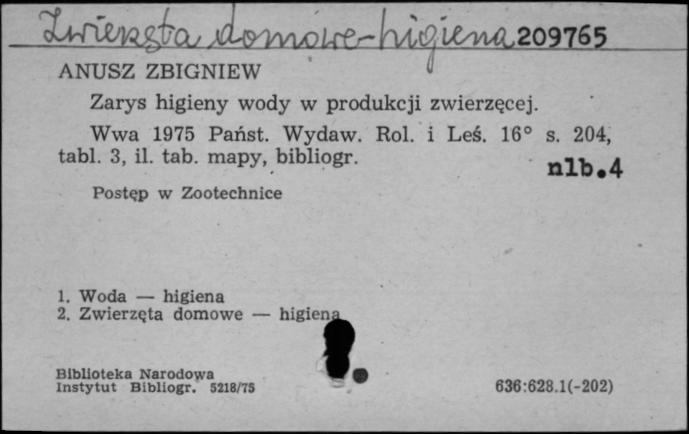 Zwierzęta domowe-higiena 209765
ANUSZ ZBIGNIEW
Zarys higieny wody w produkcji zwierzęcej.
Wwa 1975 Państ. Wydaw. Rol. i Leś. 16° s. 204,
tabl. 3, il. tab. mapy, bibliogr.
nlb.4
Postęp w Zootechnice
1. Woda — higiena
2. Zwierzęta domowe — higiena
Biblioteka Narodowa
Instytut Bibliogr. 5218/75
636:628.1(-202)